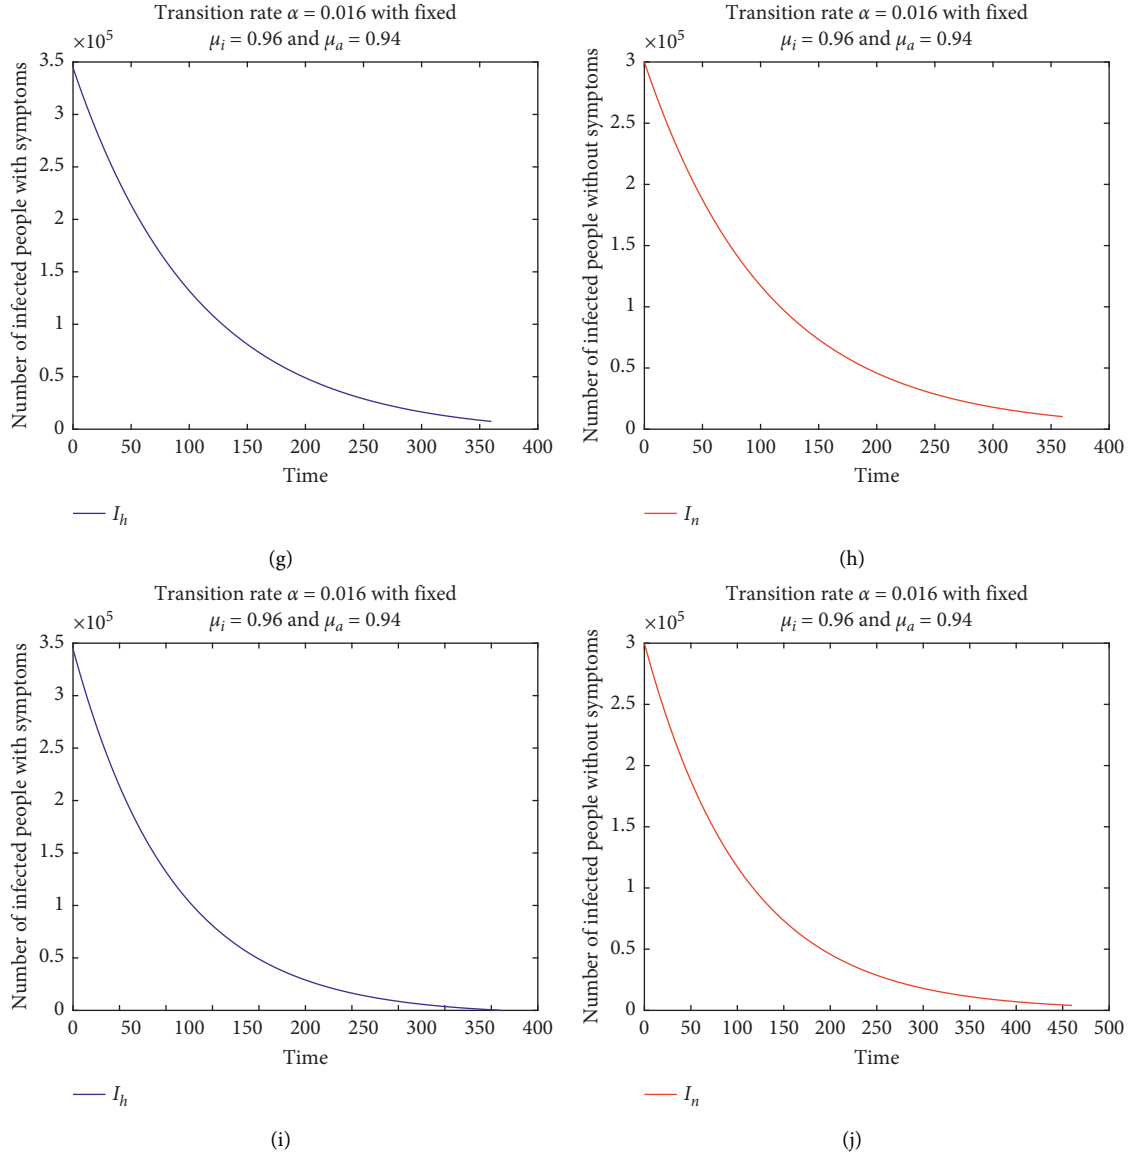 Transition rate α = 0.016 with fixed
μi = 0.96 and μa = 0.94
×10^5
Number of infected people with symptoms
3.5
3
2.5
2
1.5
1
0.5
0
0 50 100 150 200 250 300 350 400
Time
Ih
(g)
Transition rate α = 0.016 with fixed
μi = 0.96 and μa = 0.94
×10^5
Number of infected people without symptoms
3
2.5
2
1.5
1
0.5
0
0 50 100 150 200 250 300 350 400
Time
In
(h)
Transition rate α = 0.016 with fixed
μi = 0.96 and μa = 0.94
×10^5
Number of infected people with symptoms
3.5
3
2.5
2
1.5
1
0.5
0
0 50 100 150 200 250 300 350 400
Time
Ih
(i)
Transition rate α = 0.016 with fixed
μi = 0.96 and μa = 0.94
×10^5
Number of infected people without symptoms
3
2.5
2
1.5
1
0.5
0
0 50 100 150 200 250 300 350 400 450 500
Time
In
(j)